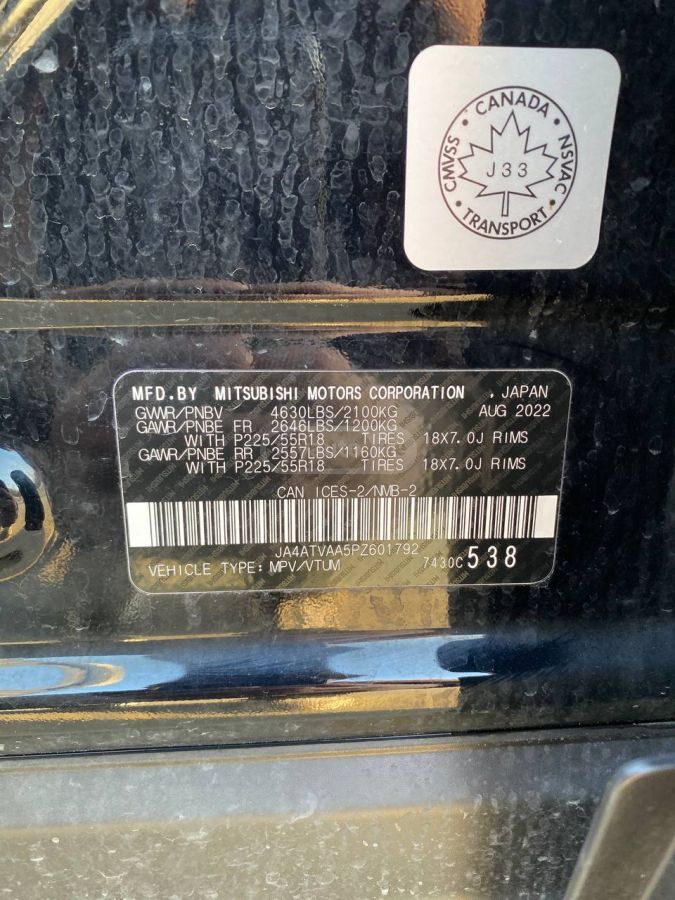 CANADA
CMVSS
NSVAC
J33
TRANSPORT
MFD.BY MITSUBISHI MOTORS CORPORATION , JAPAN
GVWR/PNBV 4630LBS/2100KG AUG 2022
GAWR/PNBE FR 2646LBS/1200KG
WITH P225/55R18 TIRES 18X7.0J RIMS
GAWR/PNBE RR 2557LBS/1160KG
WITH P225/55R18 TIRES 18X7.0J RIMS
CAN ICES-2/NMB-2
JA4ATVAA5PZ601792
VEHICLE TYPE: MPV/VTUM 7430C 538